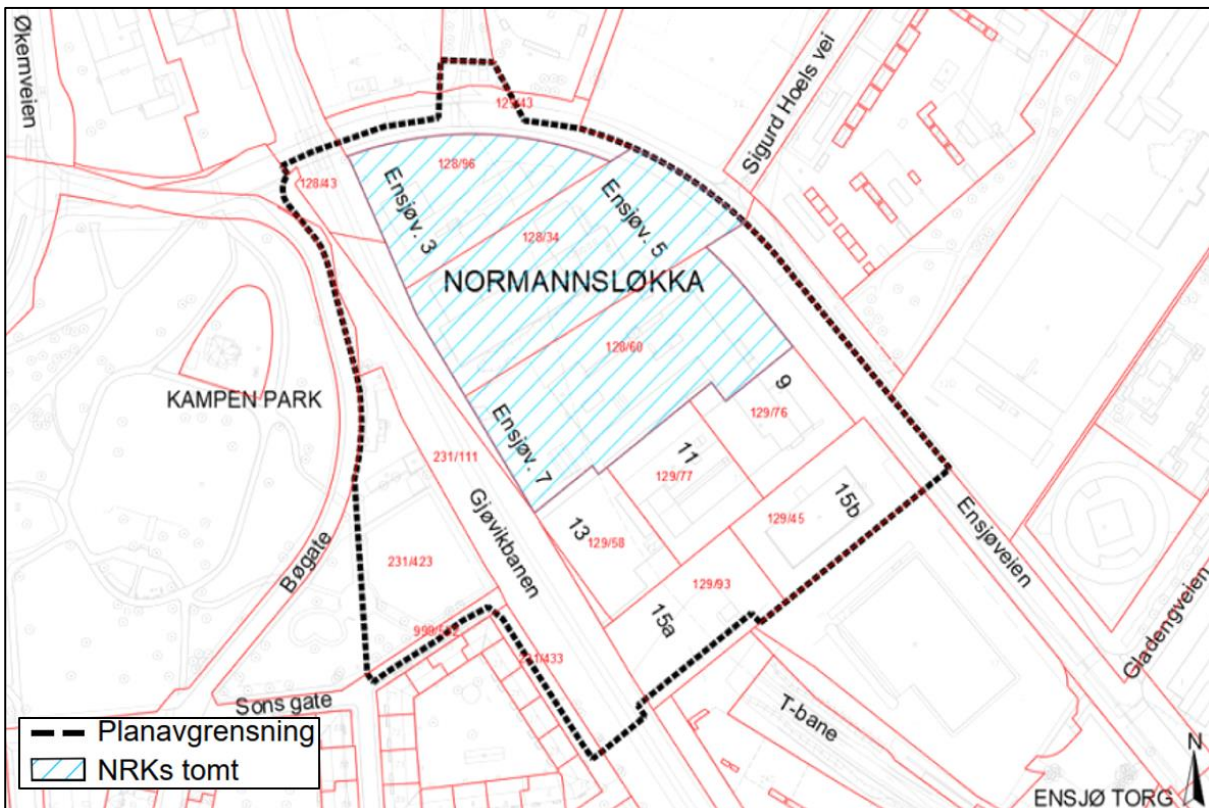 Økernveien
127/43
Sigurd Hoels vei
128/96
128/43
Ensjøv. 3
Ensjøv. 5
128/34
NORMANNSLØKKA
128/60
KAMPEN PARK
9
129/76
Ensjøv. 7
11
129/77
231/111
Gjøvikbanen
15b
129/45
13
129/58
Ensjøveien
Bøgate
231/423
129/93
15a
Gladengveien
Sons gate
T-bane
Planavgrensning
NRKs tomt
N
ENSJØ TORG